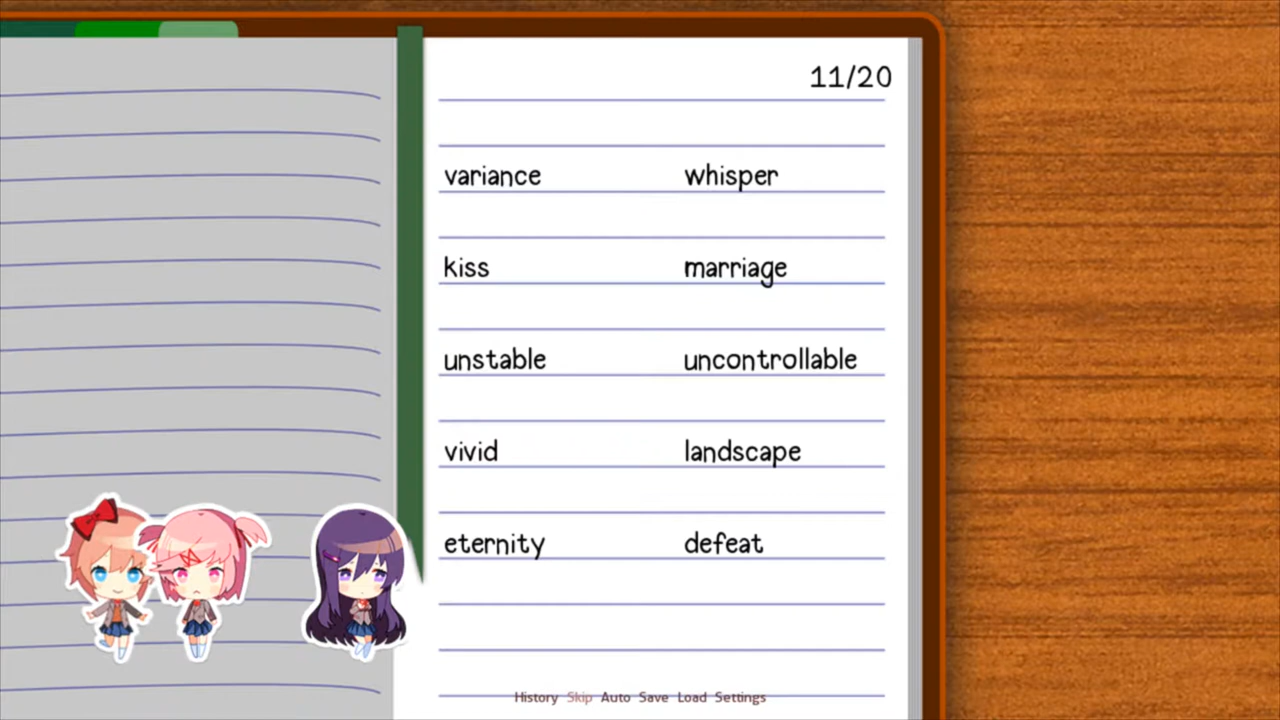 11/20
variance whisper
kiss marriage
unstable uncontrollable
vivid landscape
eternity defeat
History Skip Auto Save Load Settings